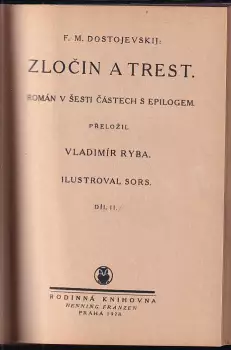 F. M. DOSTOJEVSKIJ:
ZLOČIN A TREST.
ROMÁN V ŠESTI ČÁSTECH S EPILOGEM.
PŘELOŽIL
VLADIMÍR RYBA.
ILUSTROVAL SORS.
DÍL II.
RODINNÁ KNIHOVNA
HENNING FRANZEN
PRAHA